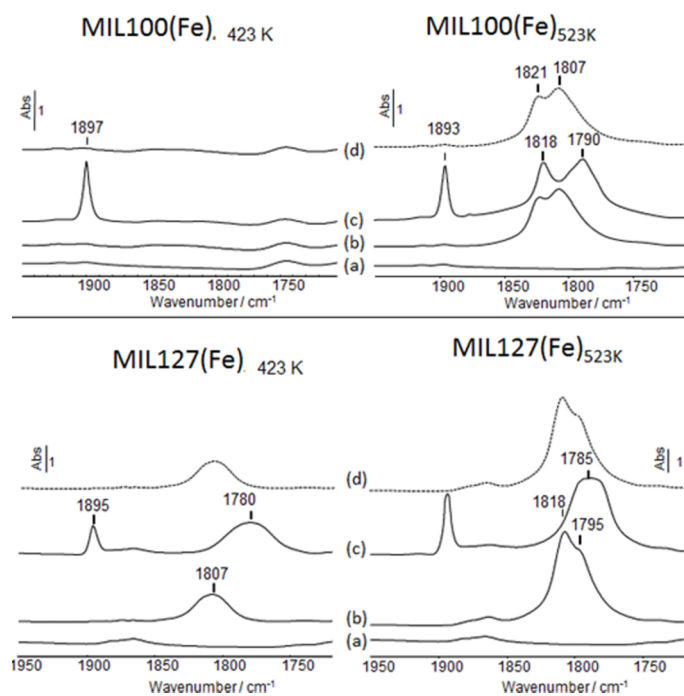 MIL100(Fe). 423 K
MIL100(Fe)523K
Abs
1
1897
Abs
1
1821 1807
1893
1818 1790
(d)
(c)
(b)
(a)
1900 1850 1800 1750
Wavenumber / cm-1
1900 1850 1800 1750
Wavenumber / cm-1
MIL127(Fe). 423 K
MIL127(Fe)523K
Abs
1
1895
1780
1807
Abs
1
1785
1818
1795
(d)
(c)
(b)
(a)
1950 1900 1850 1800 1750
Wavenumber / cm-1
1950 1900 1850 1800 1750
Wavenumber / cm-1